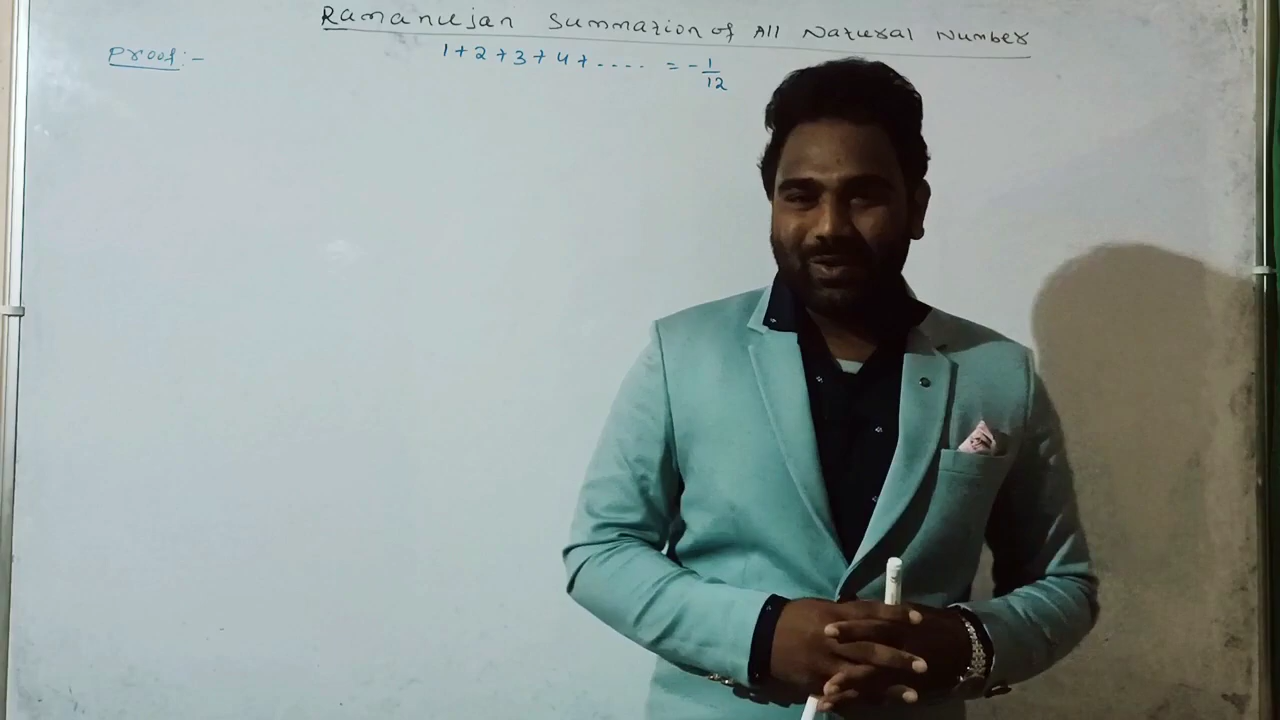 Ramanujan Summation of All Natural Number
Proof:- 1+2+3+4+---- = -1/12